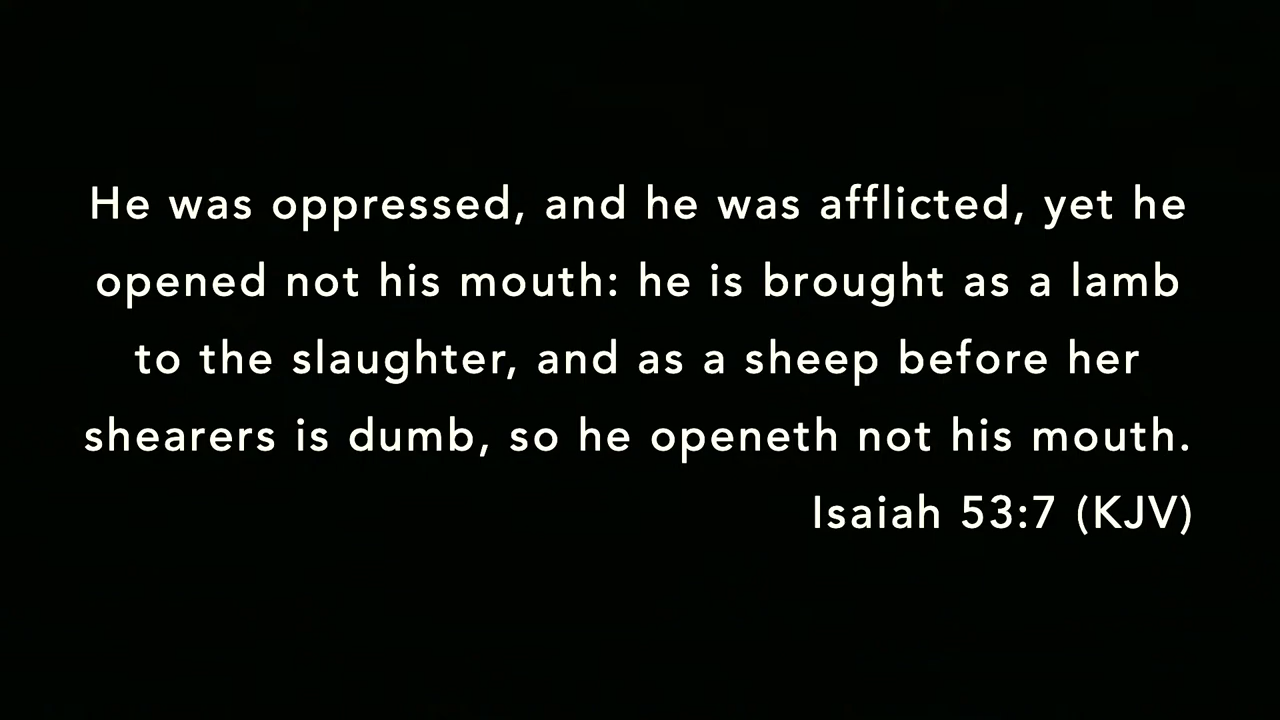 He was oppressed, and he was afflicted, yet he
opened not his mouth: he is brought as a lamb
to the slaughter, and as a sheep before her
shearers is dumb, so he openeth not his mouth.
Isaiah 53:7 (KJV)